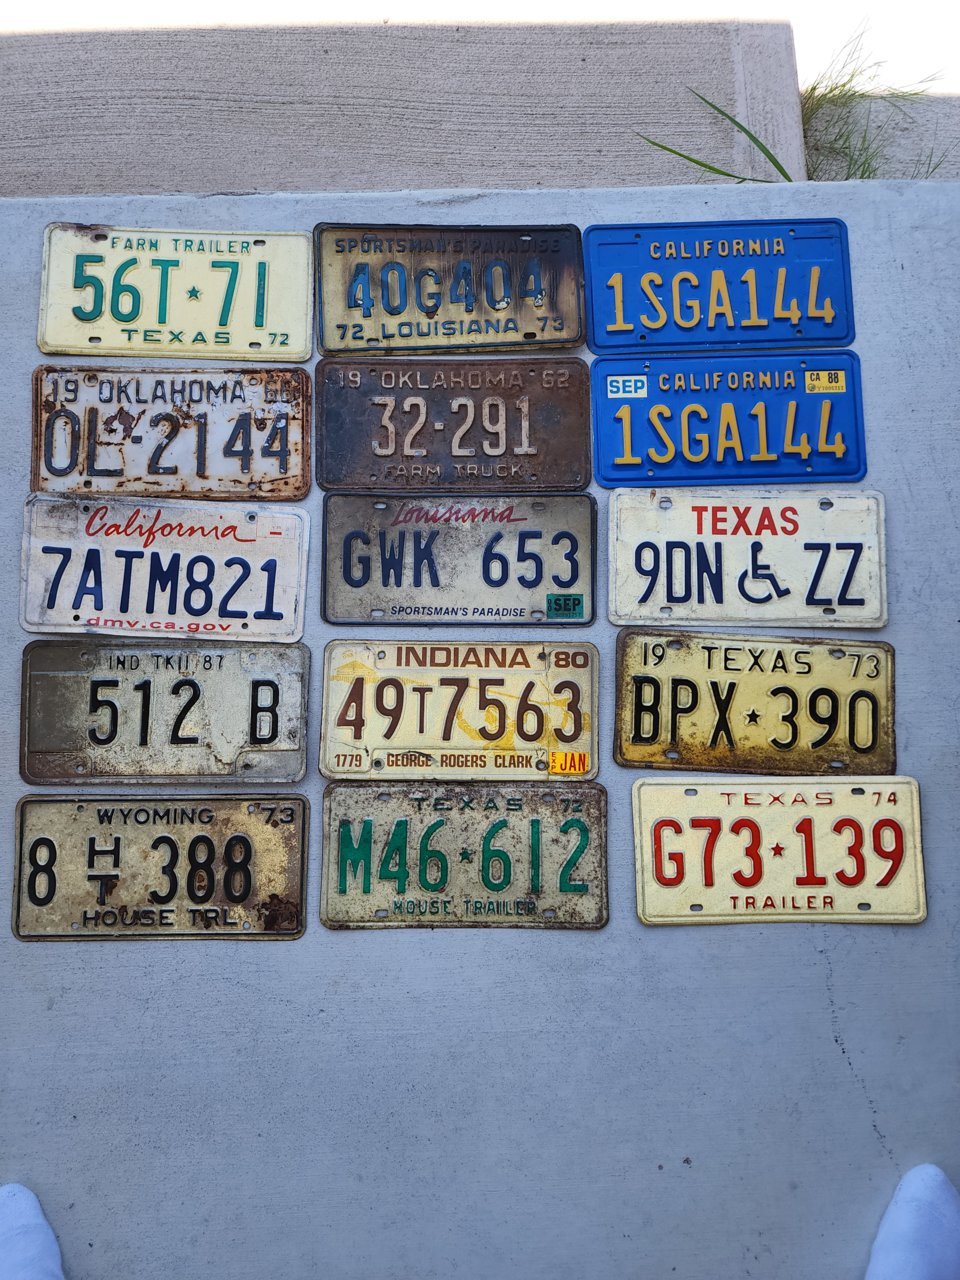 FARM TRAILER
56T★71
TEXAS 72
SPORTSMAN'S PARADISE
40G404
72 LOUISIANA 73
CALIFORNIA
1SGA144
19 OKLAHOMA 66
OL-2144
19 OKLAHOMA 62
32-291
FARM TRUCK
SEP CALIFORNIA CA 88
1SGA144
California
7ATM821
dmv.ca.gov
Louisiana
GWK 653
SPORTSMAN'S PARADISE SEP
TEXAS
9DN ♿ ZZ
IND TK11 87
512 B
INDIANA 80
49T7563
1779 GEORGE ROGERS CLARK EXP JAN
19 TEXAS 73
BPX★390
WYOMING 73
8 HT 388
HOUSE TRL
TEXAS 72
M46★612
HOUSE TRAILER
TEXAS 74
G73★139
TRAILER